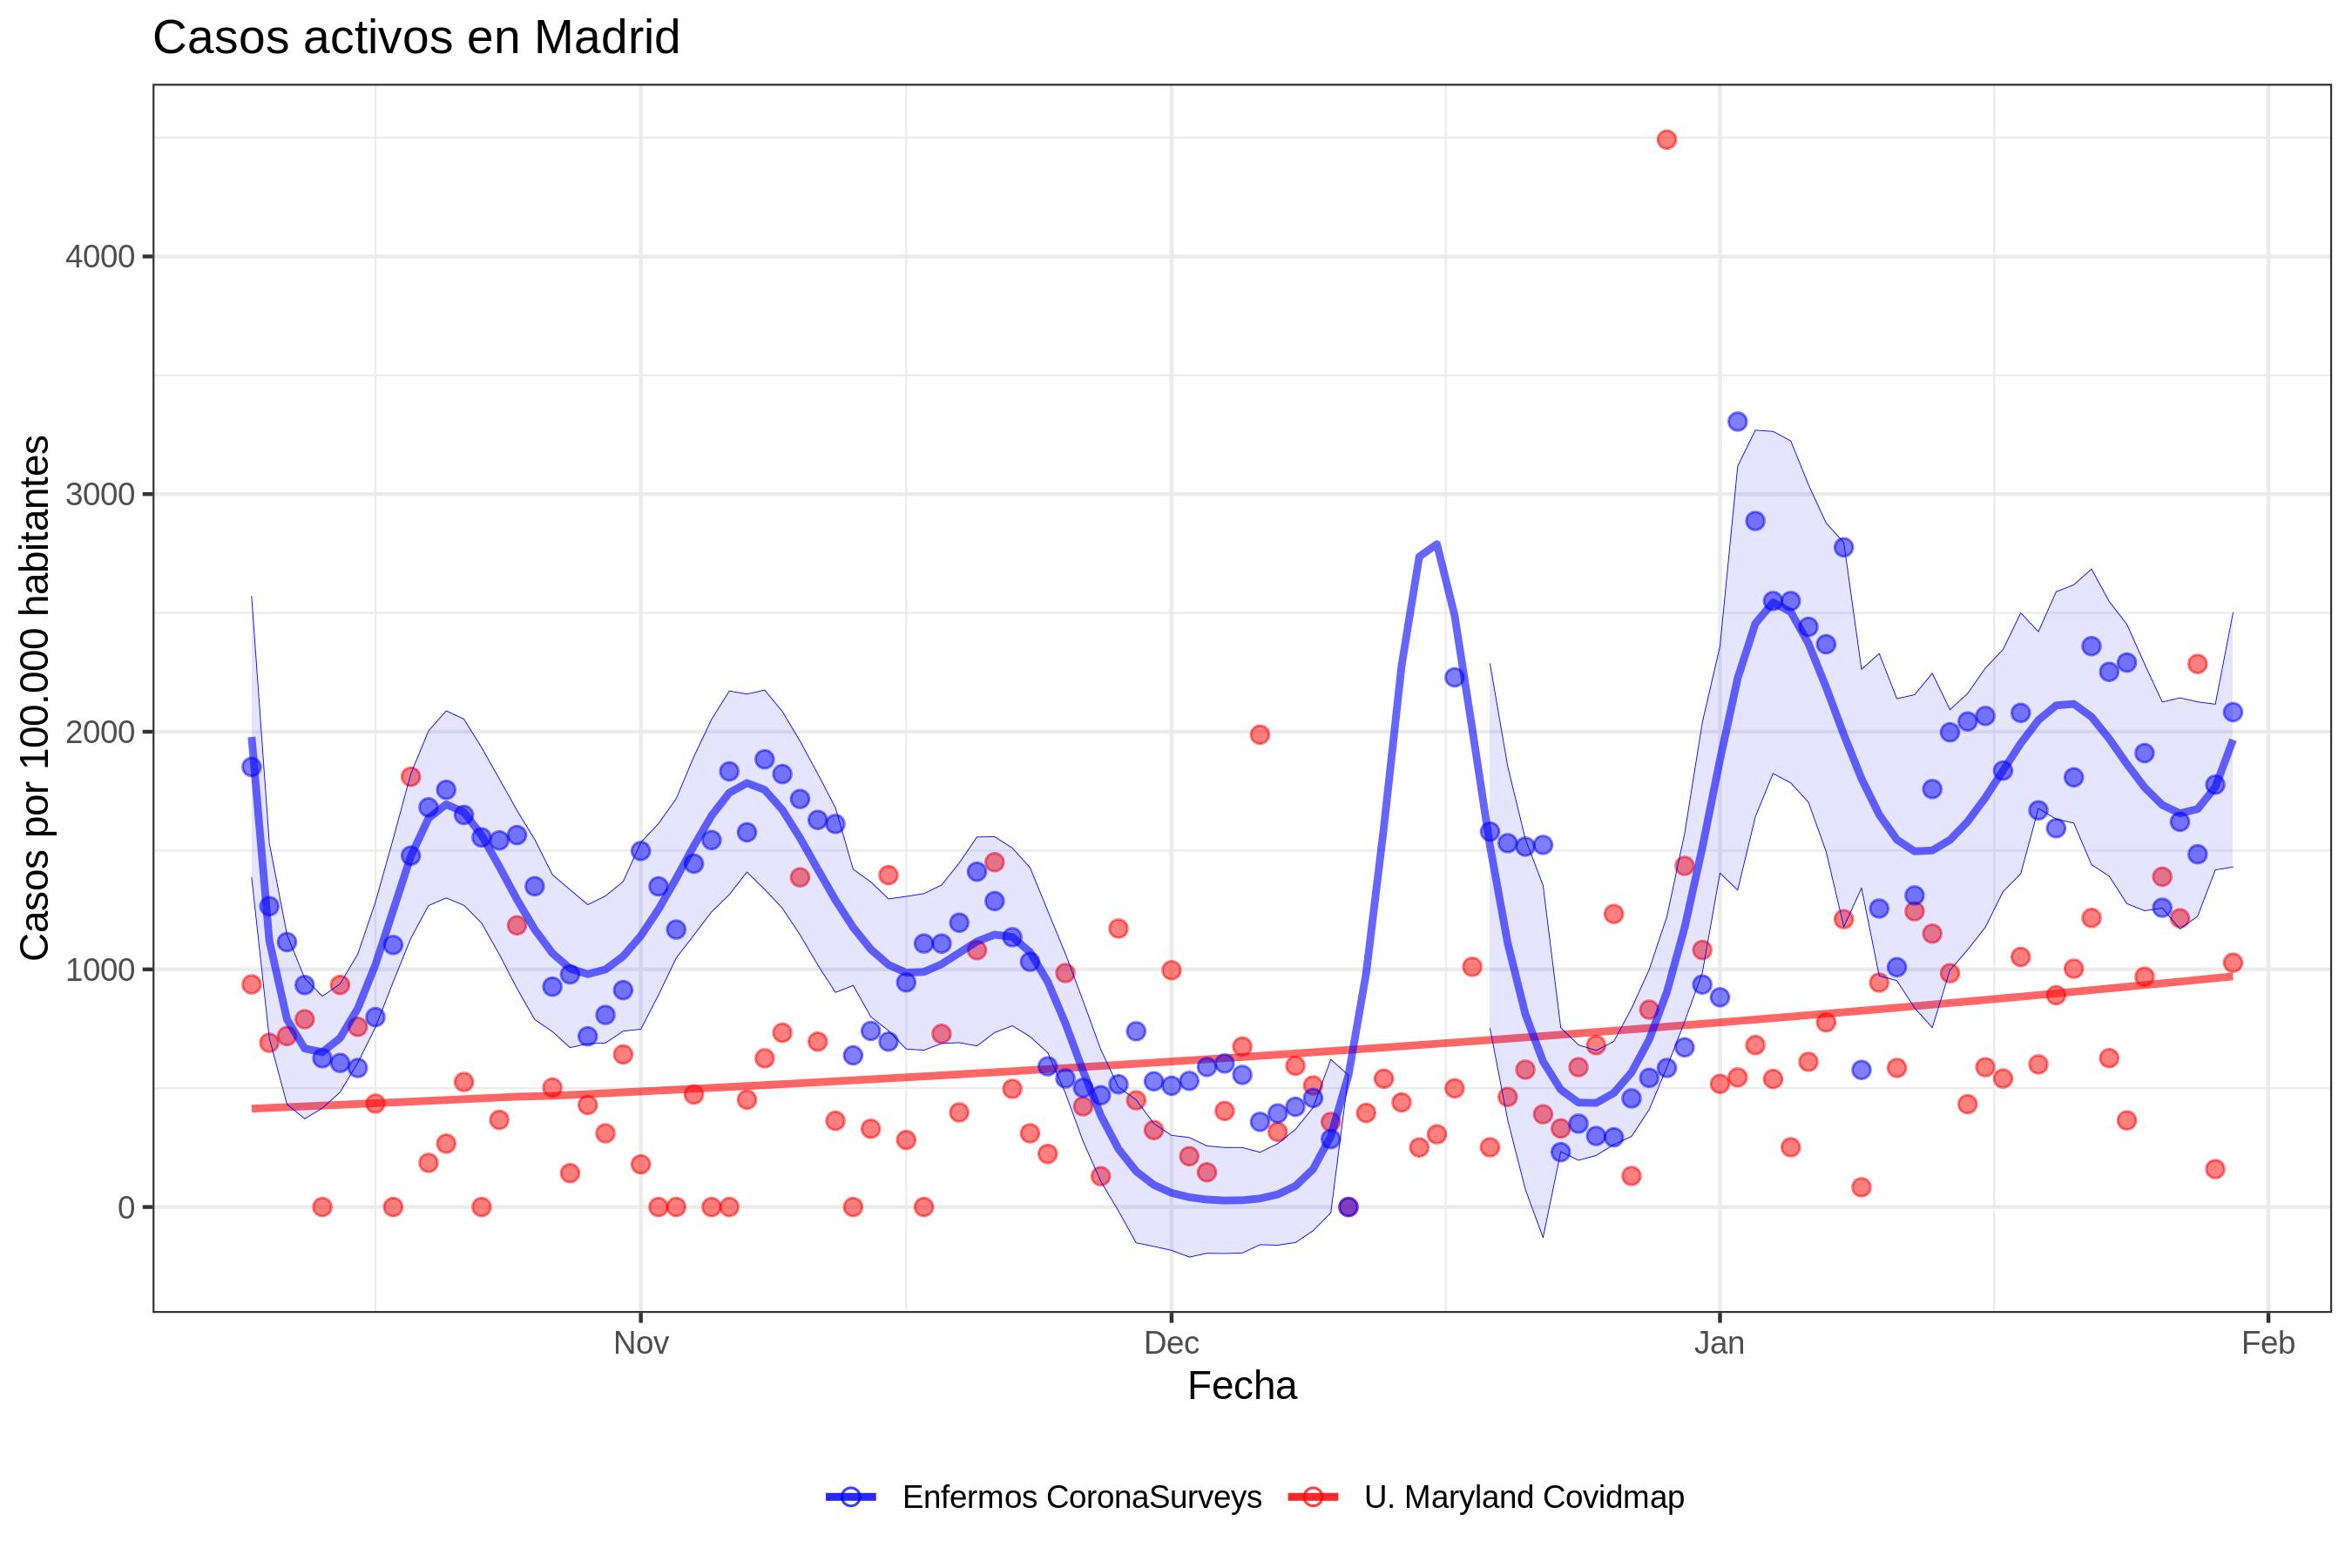 Casos activos en Madrid
Casos por 100.000 habitantes
4000
3000
2000
1000
0
Nov Dec Jan Feb
Fecha
Enfermos CoronaSurveys U. Maryland Covidmap